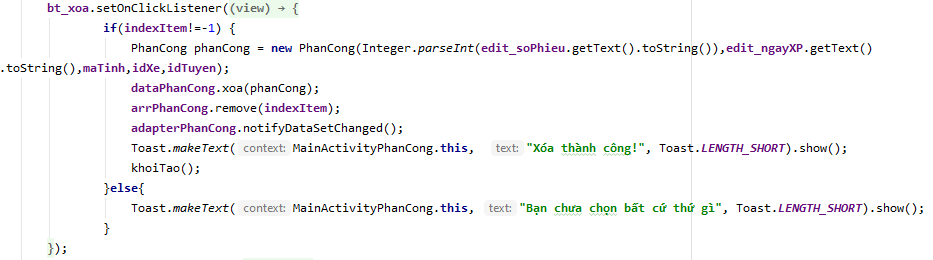 bt_xoa.setOnClickListener((view) → {
if(indexItem!=-1) {
PhanCong phanCong = new PhanCong(Integer.parseInt(edit_soPhieu.getText().toString()),edit_ngayXP.getText()
.toString(),maTinh,idXe,idTuyen);
dataPhanCong.xoa(phanCong);
arrPhanCong.remove(indexItem);
adapterPhanCong.notifyDataSetChanged();
Toast.makeText( context: MainActivityPhanCong.this, text: "Xóa thành công!", Toast.LENGTH_SHORT).show();
khoiTao();
}else{
Toast.makeText( context: MainActivityPhanCong.this, text: "Bạn chưa chọn bất cứ thứ gì", Toast.LENGTH_SHORT).show();
}
});